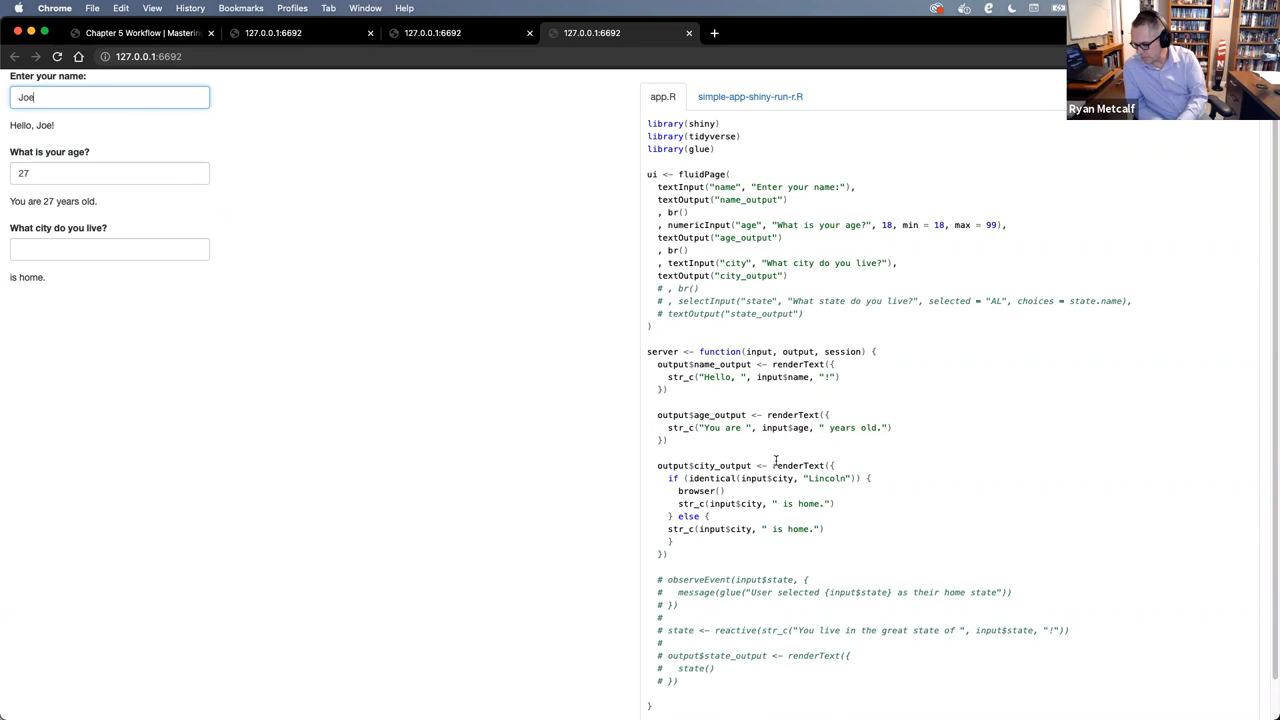 Chrome File Edit View History Bookmarks Profiles Tab Window Help
Chapter 5 Workflow | Masterin
127.0.0.1:6692
127.0.0.1:6692
127.0.0.1:6692
127.0.0.1:6692
Ryan Metcalf
Enter your name:
Joe
Hello, Joe!
What is your age?
27
You are 27 years old.
What city do you live?
is home.
app.R
simple-app-shiny-run-r.R
library(shiny)
library(tidyverse)
library(glue)
ui <- fluidPage(
textInput("name", "Enter your name:"),
textOutput("name_output")
, br()
, numericInput("age", "What is your age?", 18, min = 18, max = 99),
textOutput("age_output")
, br()
, textInput("city", "What city do you live?"),
textOutput("city_output")
# , br()
# , selectInput("state", "What state do you live?", selected = "AL", choices = state.name),
# textOutput("state_output")
)
server <- function(input, output, session) {
output$name_output <- renderText({
str_c("Hello, ", input$name, "!")
})
output$age_output <- renderText({
str_c("You are ", input$age, " years old.")
})
output$city_output <- renderText({
if (identical(input$city, "Lincoln")) {
browser()
str_c(input$city, " is home.")
} else {
str_c(input$city, " is home.")
}
})
# observeEvent(input$state, {
#   message(glue("User selected {input$state} as their home state"))
# })
#
# state <- reactive(str_c("You live in the great state of ", input$state, "!"))
#
# output$state_output <- renderText({
#   state()
# })
}